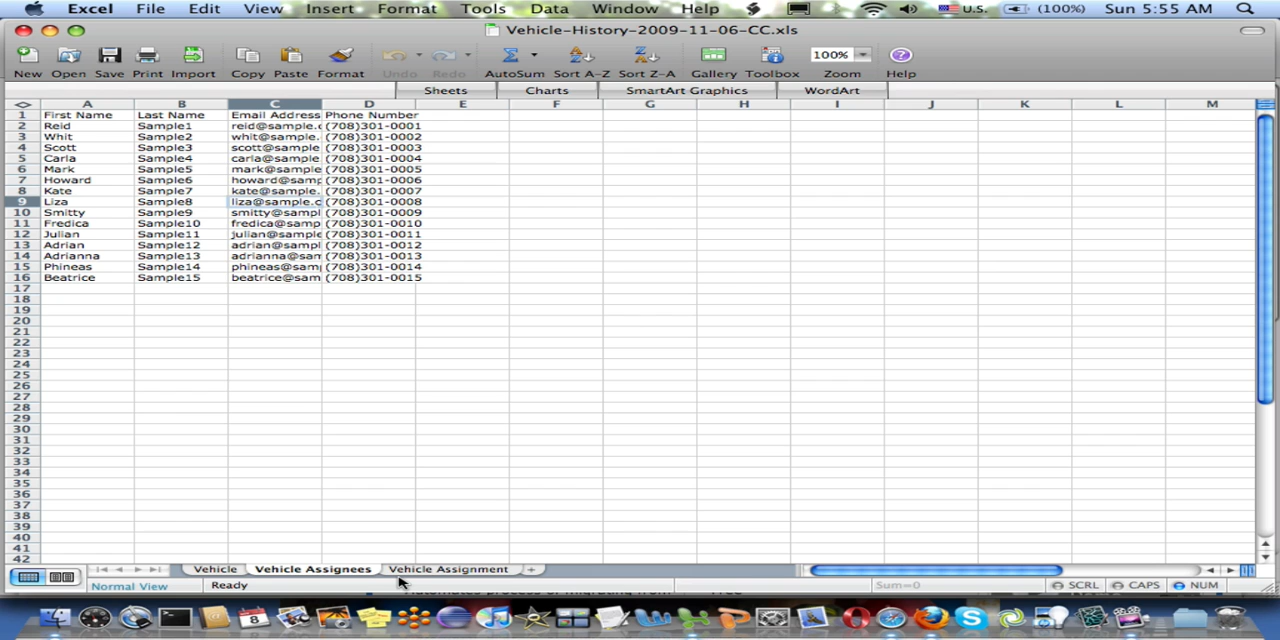 Excel File Edit View Insert Format Tools Data Window Help U.S. (100%) Sun 5:55 AM
Vehicle-History-2009-11-06-CC.xls
100%
New Open Save Print Import Copy Paste Format Undo Redo AutoSum Sort A-Z Sort Z-A Gallery Toolbox Zoom Help
Sheets Charts SmartArt Graphics WordArt
A B C D E F G H I J K L M
1 First Name Last Name Email Address Phone Number
2 Reid Sample1 reid@sample.c (708)301-0001
3 Whit Sample2 whit@sample. (708)301-0002
4 Scott Sample3 scott@sample (708)301-0003
5 Carla Sample4 carla@sample (708)301-0004
6 Mark Sample5 mark@sample (708)301-0005
7 Howard Sample6 howard@samp (708)301-0006
8 Kate Sample7 kate@sample. (708)301-0007
9 Liza Sample8 liza@sample.c (708)301-0008
10 Smitty Sample9 smitty@sampl (708)301-0009
11 Fredica Sample10 fredica@samp (708)301-0010
12 Julian Sample11 julian@sample (708)301-0011
13 Adrian Sample12 adrian@sampl (708)301-0012
14 Adrianna Sample13 adrianna@sam (708)301-0013
15 Phineas Sample14 phineas@sam (708)301-0014
16 Beatrice Sample15 beatrice@sam (708)301-0015
17
18
19
20
21
22
23
24
25
26
27
28
29
30
31
32
33
34
35
36
37
38
39
40
41
42
Vehicle Vehicle Assignees Vehicle Assignment +
Normal View Ready Sum=0 SCRL CAPS NUM
8